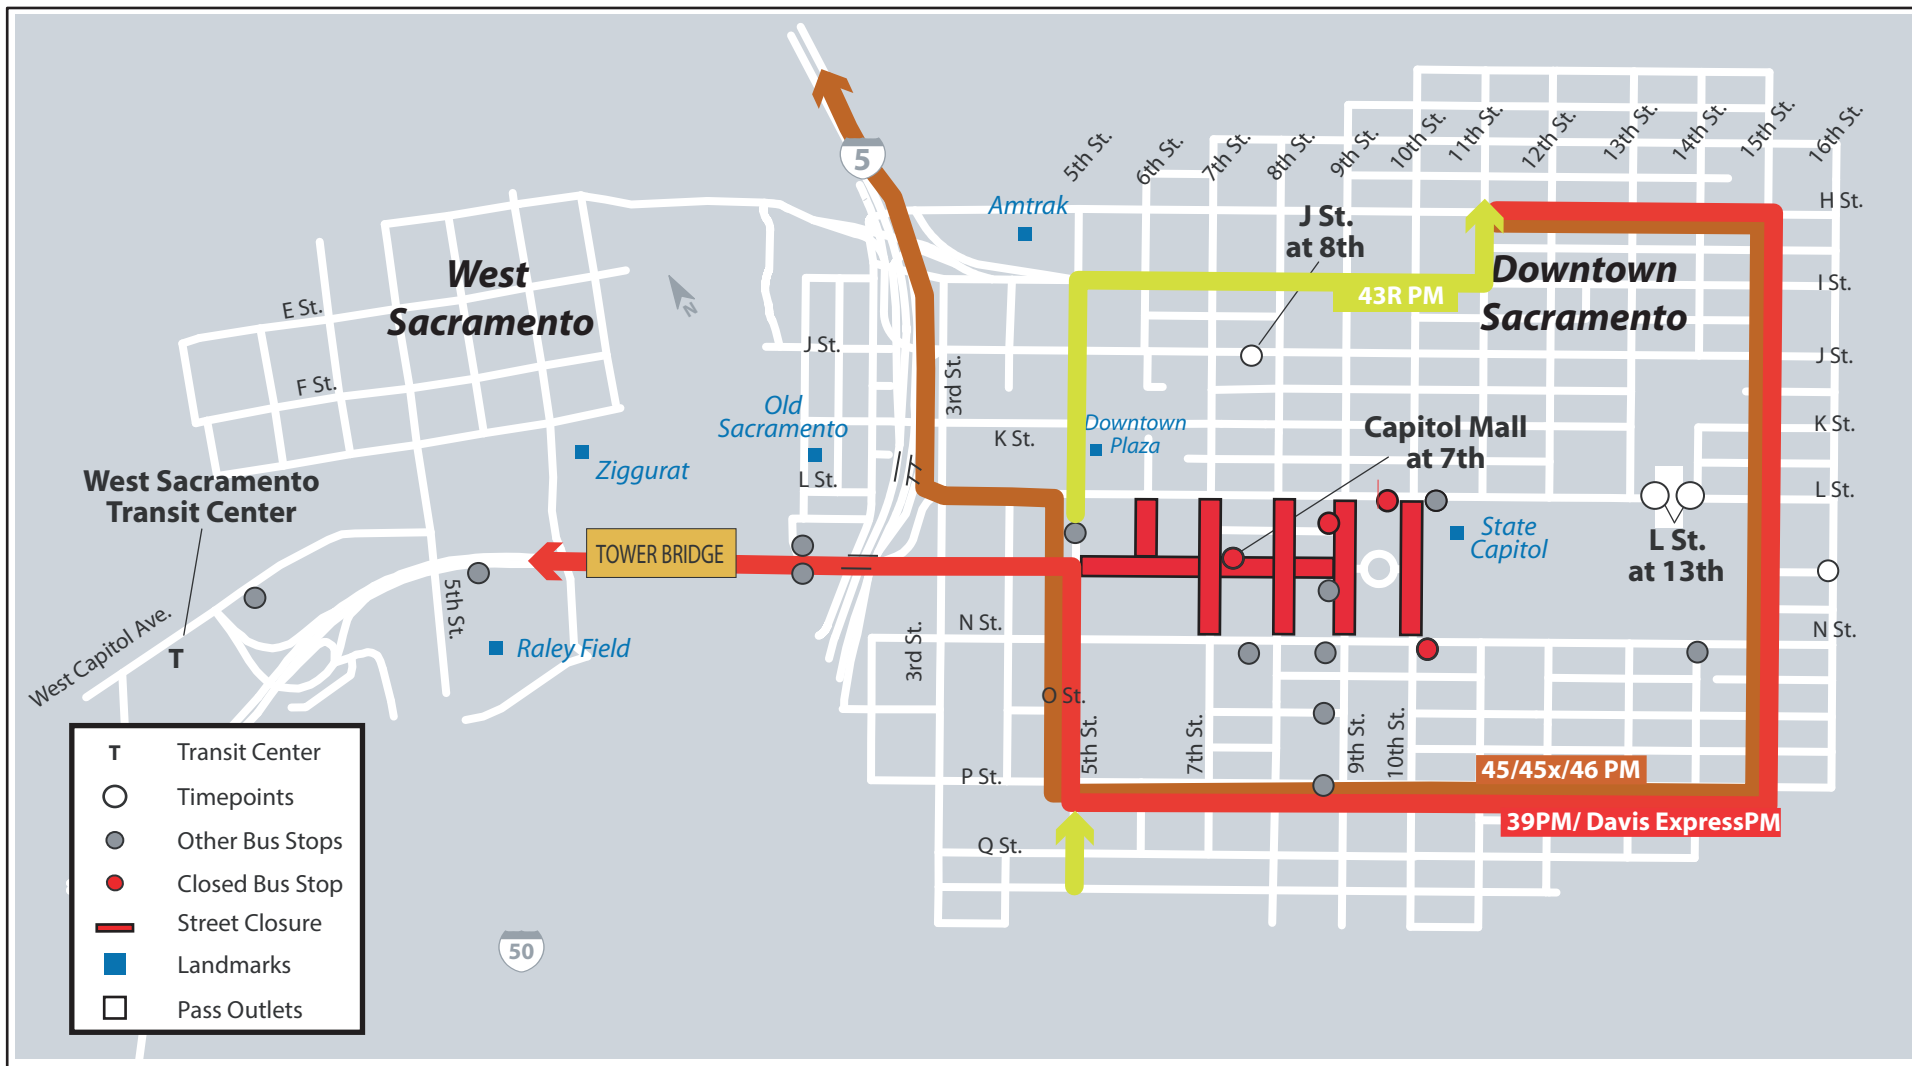 5th St.
6th St.
7th St.
8th St.
9th St.
10th St.
11th St.
12th St.
13th St.
14th St.
15th St.
16th St.
5
Amtrak
J St.
at 8th
H St.
West
Sacramento
N
E St.
F St.
Downtown
Sacramento
43R PM
I St.
J St.
J St.
3rd St.
Old
Sacramento
K St.
Downtown
Plaza
Capitol Mall
at 7th
K St.
Ziggurat
L St.
L St.
West Sacramento
Transit Center
TOWER BRIDGE
State
Capitol
L St.
at 13th
5th St.
West Capitol Ave.
T
Raley Field
3rd St.
N St.
N St.
O St.
5th St.
7th St.
9th St.
10th St.
P St.
45/45x/46 PM
39PM/ Davis ExpressPM
Q St.
50
T Transit Center
Timepoints
Other Bus Stops
Closed Bus Stop
Street Closure
Landmarks
Pass Outlets